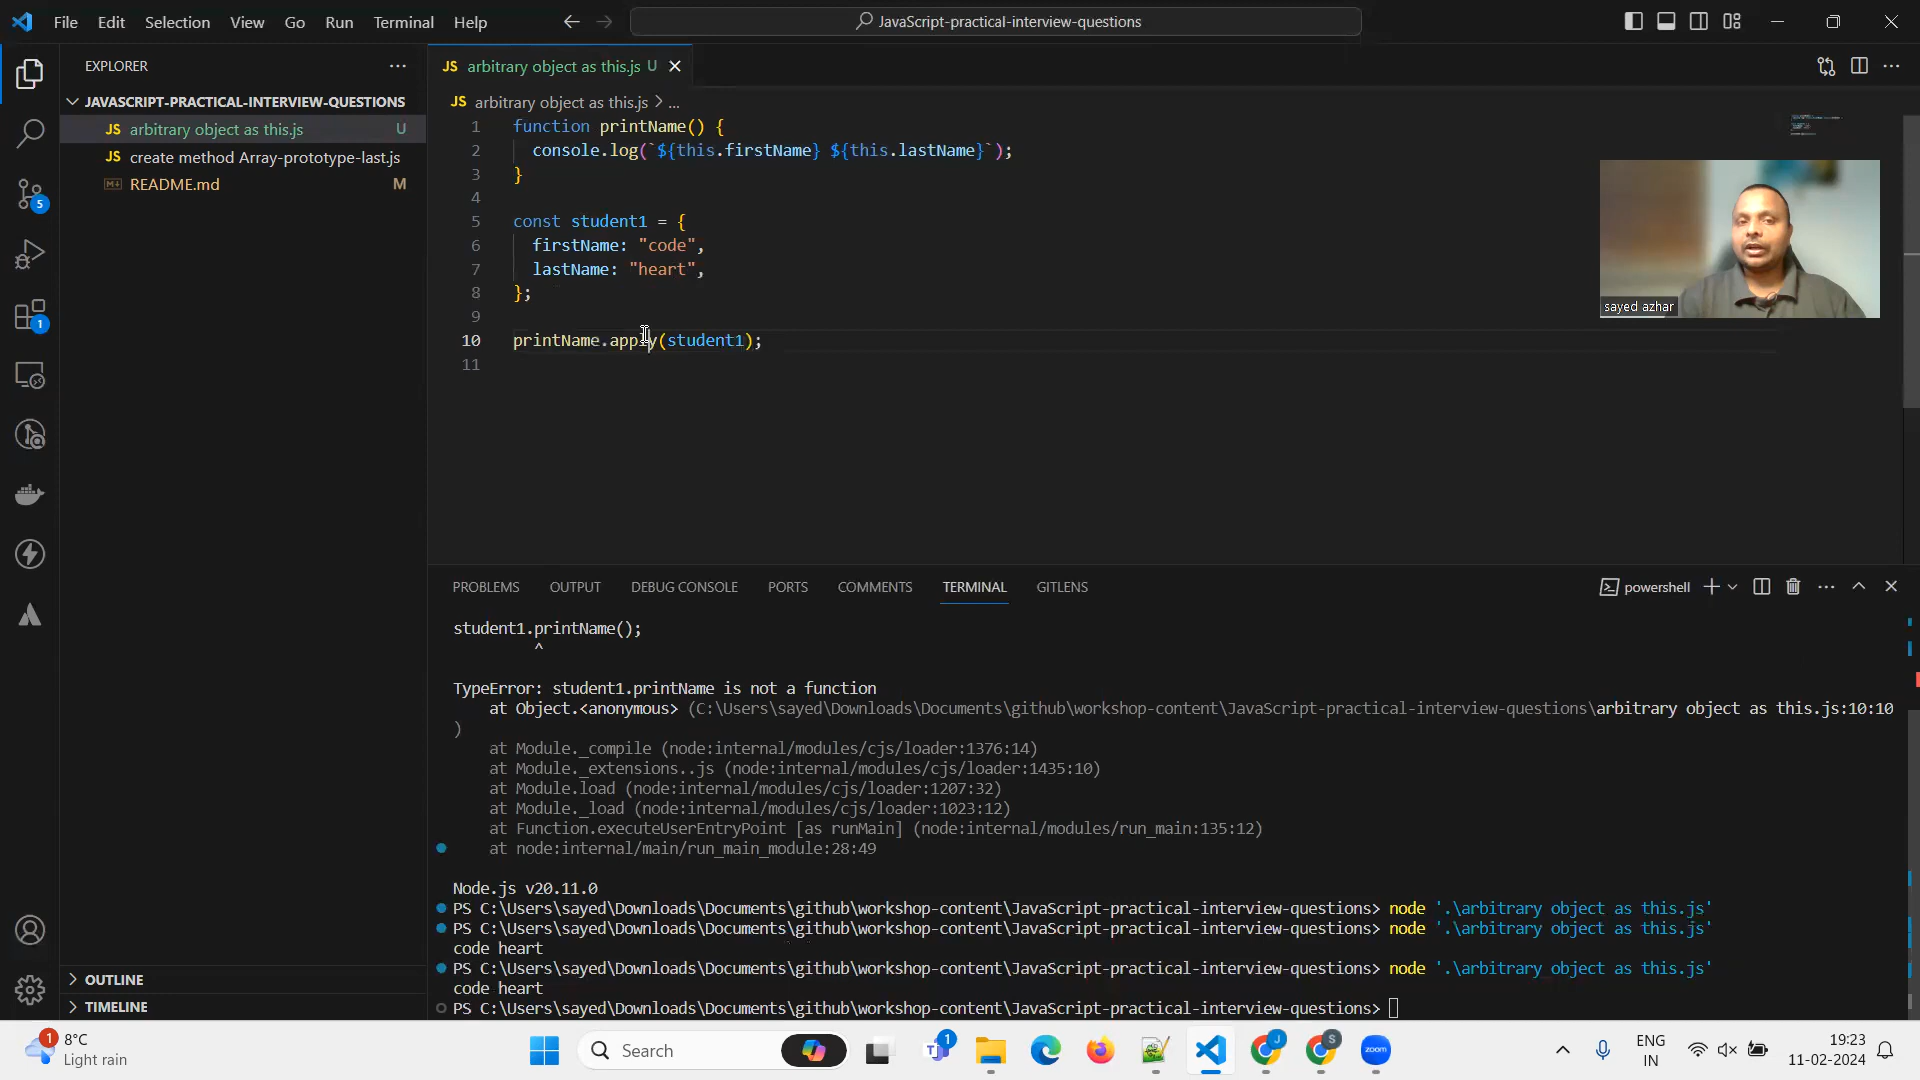 File Edit Selection View Go Run Terminal Help
JavaScript-practical-interview-questions
EXPLORER
JAVASCRIPT-PRACTICAL-INTERVIEW-QUESTIONS
JS arbitrary object as this.js U
JS create method Array-prototype-last.js
README.md M
5
1
OUTLINE
TIMELINE
JS arbitrary object as this.js U
JS arbitrary object as this.js > ...
1 function printName() {
2 console.log(`${this.firstName} ${this.lastName}`);
3 }
4
5 const student1 = {
6 firstName: "code",
7 lastName: "heart",
8 };
9
10 printName.apply(student1);
11
sayed azhar
PROBLEMS OUTPUT DEBUG CONSOLE PORTS COMMENTS TERMINAL GITLENS
powershell
student1.printName();
^
TypeError: student1.printName is not a function
at Object.<anonymous> (C:\Users\sayed\Downloads\Documents\github\workshop-content\JavaScript-practical-interview-questions\arbitrary object as this.js:10:10
)
at Module._compile (node:internal/modules/cjs/loader:1376:14)
at Module._extensions..js (node:internal/modules/cjs/loader:1435:10)
at Module.load (node:internal/modules/cjs/loader:1207:32)
at Module._load (node:internal/modules/cjs/loader:1023:12)
at Function.executeUserEntryPoint [as runMain] (node:internal/modules/run_main:135:12)
at node:internal/main/run_main_module:28:49
Node.js v20.11.0
PS C:\Users\sayed\Downloads\Documents\github\workshop-content\JavaScript-practical-interview-questions> node '.\arbitrary object as this.js'
PS C:\Users\sayed\Downloads\Documents\github\workshop-content\JavaScript-practical-interview-questions> node '.\arbitrary object as this.js'
code heart
PS C:\Users\sayed\Downloads\Documents\github\workshop-content\JavaScript-practical-interview-questions> node '.\arbitrary object as this.js'
code heart
PS C:\Users\sayed\Downloads\Documents\github\workshop-content\JavaScript-practical-interview-questions>
1
8°C
Light rain
Search
1
J
S
zoom
ENG
IN
19:23
11-02-2024